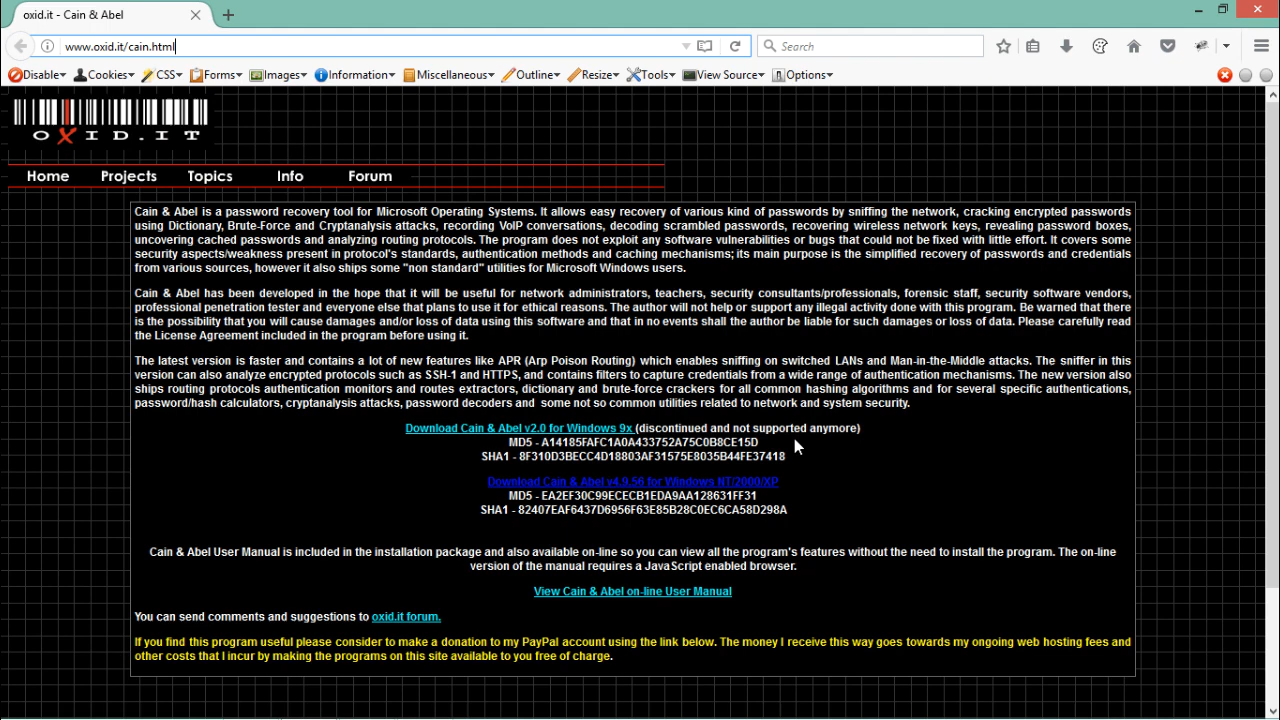 oxid.it - Cain & Abel
www.oxid.it/cain.html
Search
Disable Cookies CSS Forms Images Information Miscellaneous Outline Resize Tools View Source Options
OXID.IT
Home Projects Topics Info Forum
Cain & Abel is a password recovery tool for Microsoft Operating Systems. It allows easy recovery of various kind of passwords by sniffing the network, cracking encrypted passwords
using Dictionary, Brute-Force and Cryptanalysis attacks, recording VoIP conversations, decoding scrambled passwords, recovering wireless network keys, revealing password boxes,
uncovering cached passwords and analyzing routing protocols. The program does not exploit any software vulnerabilities or bugs that could not be fixed with little effort. It covers some
security aspects/weakness present in protocol's standards, authentication methods and caching mechanisms; its main purpose is the simplified recovery of passwords and credentials
from various sources, however it also ships some "non standard" utilities for Microsoft Windows users.
Cain & Abel has been developed in the hope that it will be useful for network administrators, teachers, security consultants/professionals, forensic staff, security software vendors,
professional penetration tester and everyone else that plans to use it for ethical reasons. The author will not help or support any illegal activity done with this program. Be warned that there
is the possibility that you will cause damages and/or loss of data using this software and that in no events shall the author be liable for such damages or loss of data. Please carefully read
the License Agreement included in the program before using it.
The latest version is faster and contains a lot of new features like APR (Arp Poison Routing) which enables sniffing on switched LANs and Man-in-the-Middle attacks. The sniffer in this
version can also analyze encrypted protocols such as SSH-1 and HTTPS, and contains filters to capture credentials from a wide range of authentication mechanisms. The new version also
ships routing protocols authentication monitors and routes extractors, dictionary and brute-force crackers for all common hashing algorithms and for several specific authentications,
password/hash calculators, cryptanalysis attacks, password decoders and some not so common utilities related to network and system security.
Download Cain & Abel v2.0 for Windows 9x (discontinued and not supported anymore)
MD5 - A14185FAFC1A0A433752A75C0B8CE15D
SHA1 - 8F310D3BECC4D18803AF31575E8035B44FE37418
Download Cain & Abel v4.9.56 for Windows NT/2000/XP
MD5 - EA2EF30C99ECECB1EDA9AA128631FF31
SHA1 - 82407EAF6437D6956F63E85B28C0EC6CA58D298A
Cain & Abel User Manual is included in the installation package and also available on-line so you can view all the program's features without the need to install the program. The on-line
version of the manual requires a JavaScript enabled browser.
View Cain & Abel on-line User Manual
You can send comments and suggestions to oxid.it forum.
If you find this program useful please consider to make a donation to my PayPal account using the link below. The money I receive this way goes towards my ongoing web hosting fees and
other costs that I incur by making the programs on this site available to you free of charge.